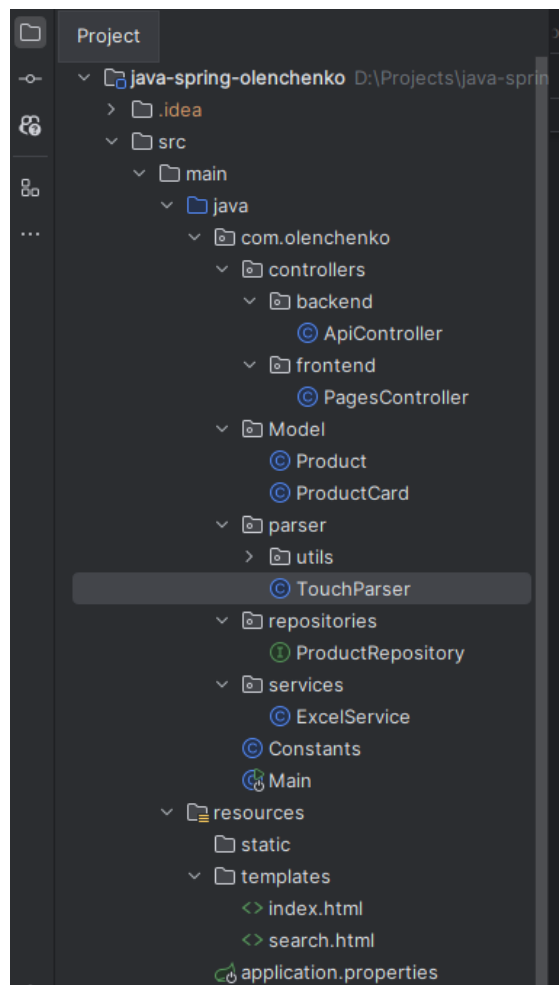 Project
java-spring-olenchenko D:\Projects\java-sprin
.idea
src
main
java
com.olenchenko
controllers
backend
ApiController
frontend
PagesController
Model
Product
ProductCard
parser
utils
TouchParser
repositories
ProductRepository
services
ExcelService
Constants
Main
resources
static
templates
index.html
search.html
application.properties